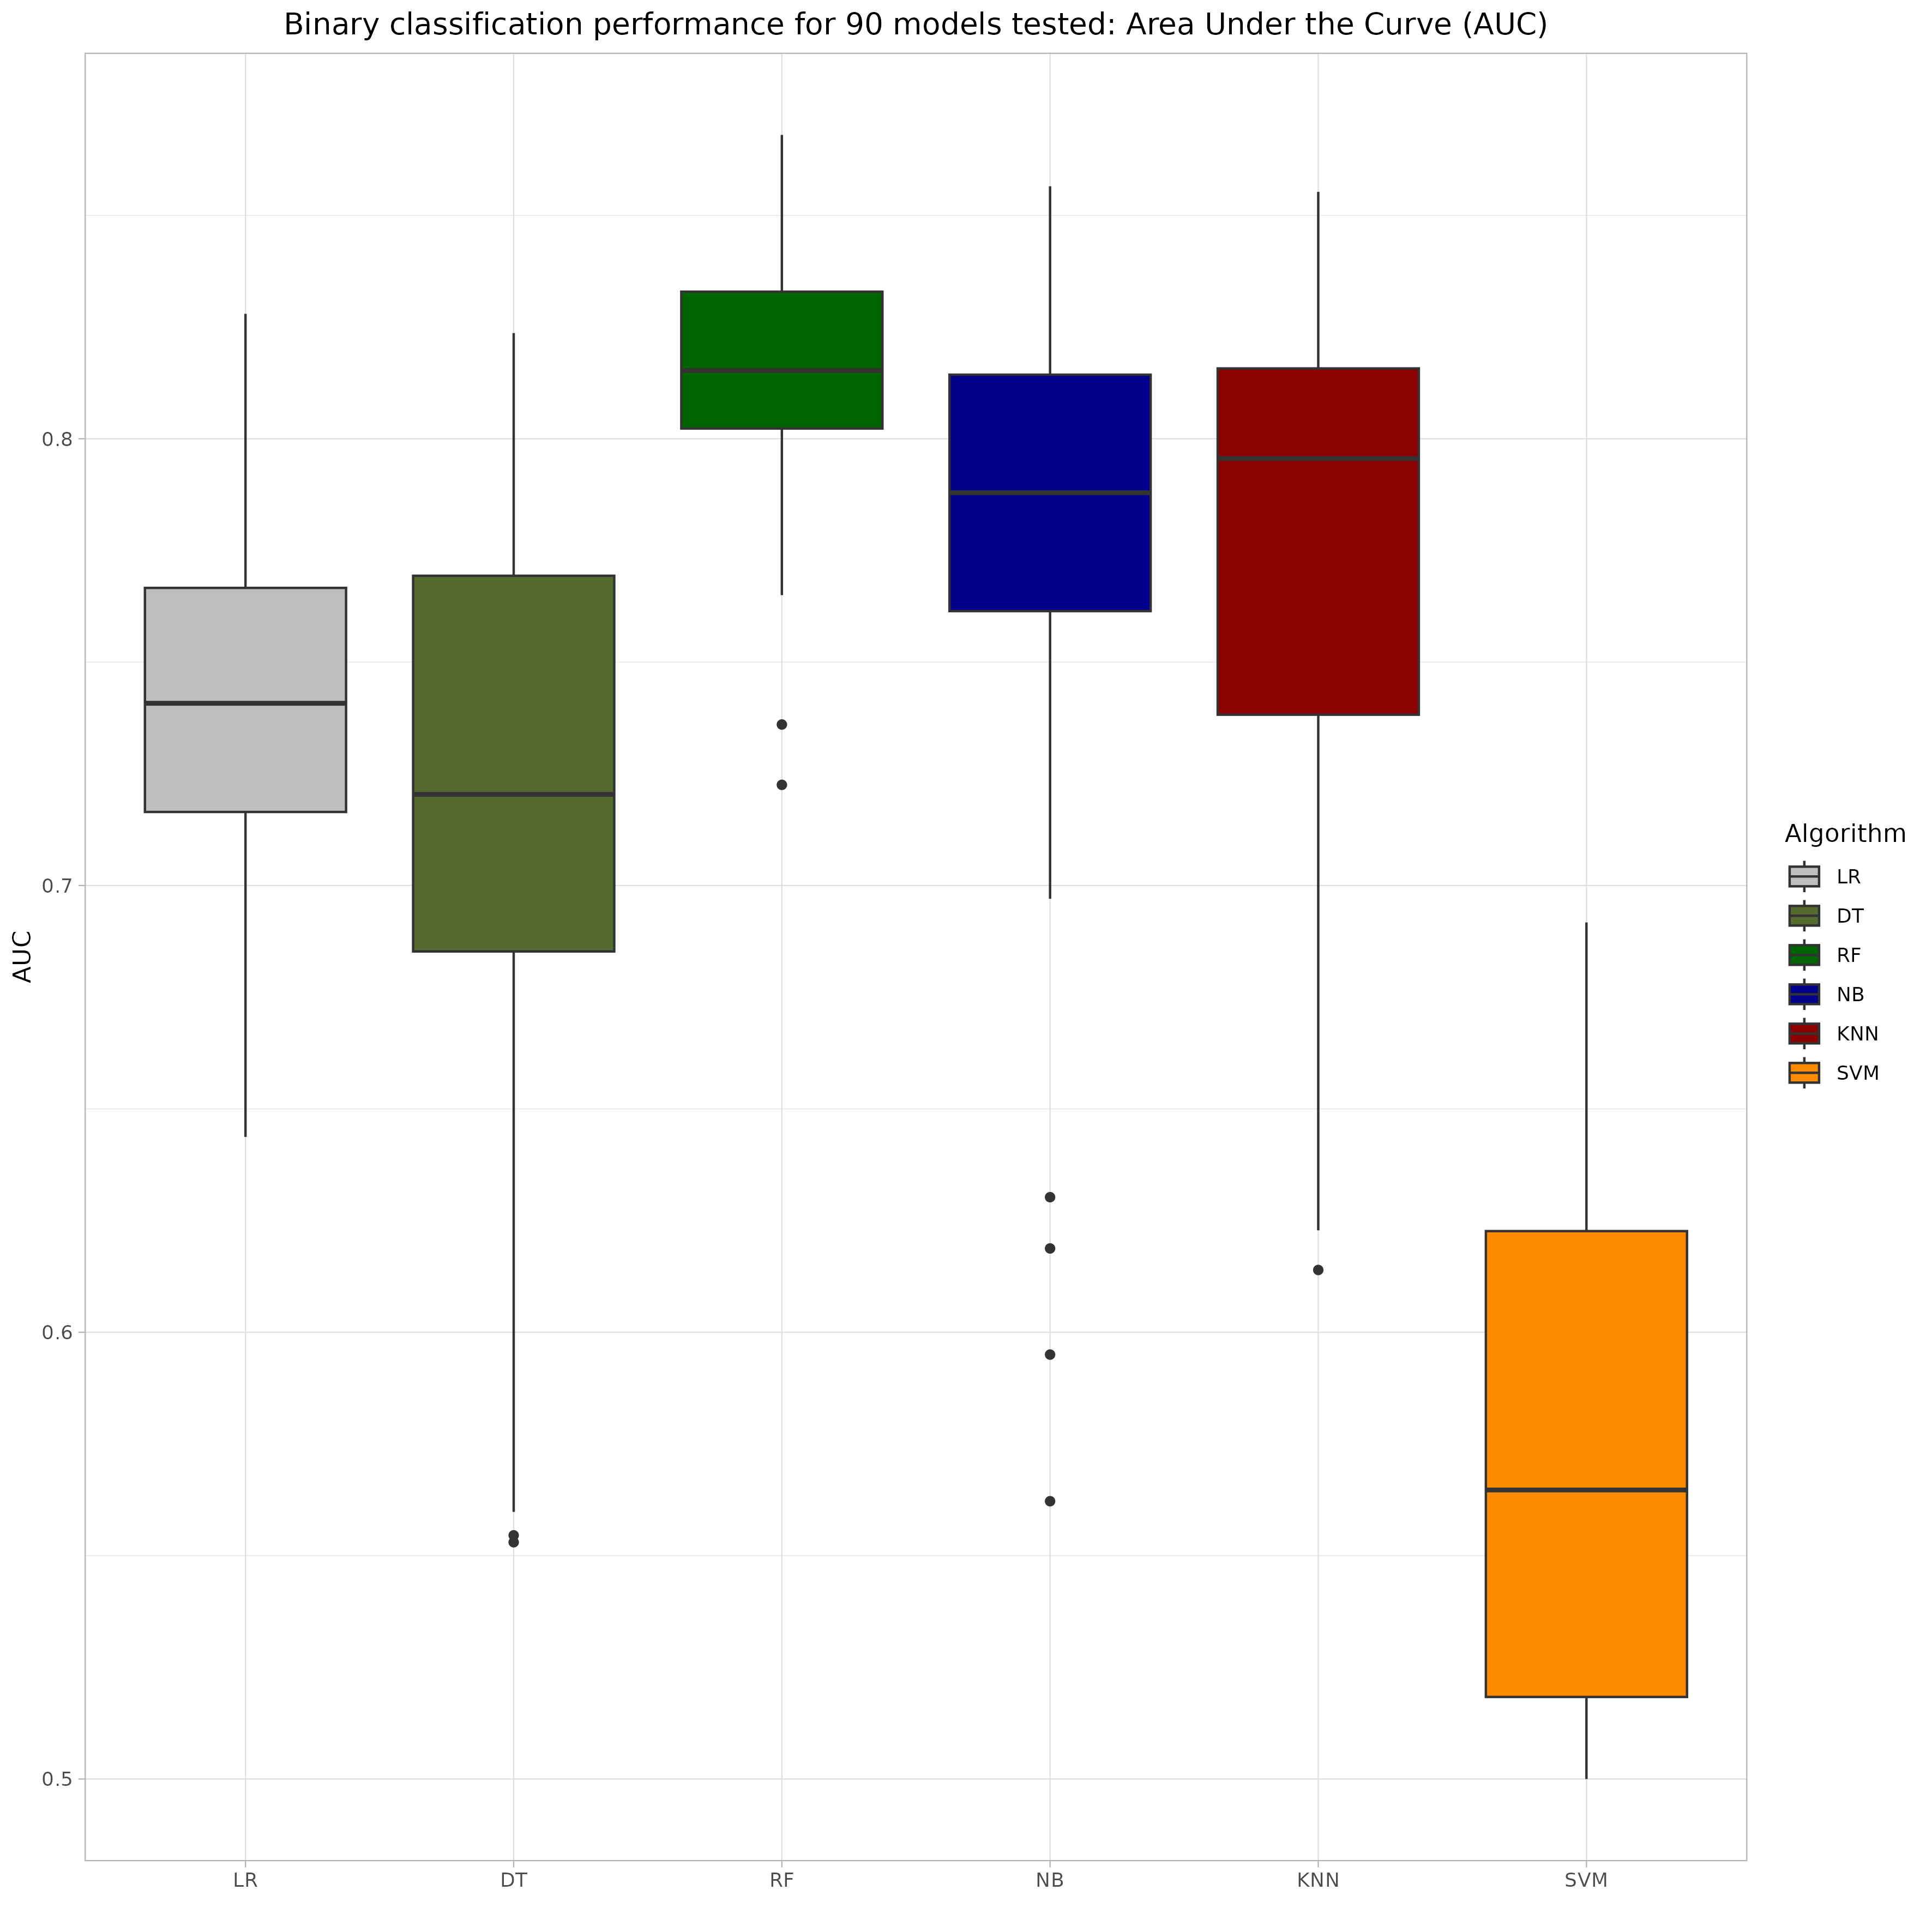 Binary classification performance for 90 models tested: Area Under the Curve (AUC)
AUC
0.8
0.7
0.6
0.5
LR
DT
RF
NB
KNN
SVM
Algorithm
LR
DT
RF
NB
KNN
SVM